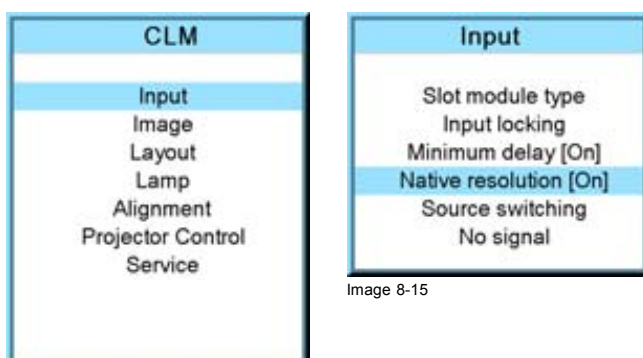 CLM
Input
Image
Layout
Lamp
Alignment
Projector Control
Service
Input
Slot module type
Input locking
Minimum delay [On]
Native resolution [On]
Source switching
No signal
Image 8-15